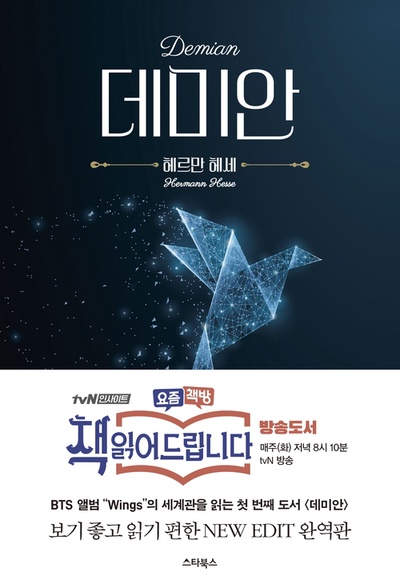 Demian
데미안
헤르만 헤세
Hermann Hesse
tvN 인사이트
요즘 책방
책 읽어드립니다
방송도서
매주(화) 저녁 8시 10분
tvN 방송
BTS 앨범 “Wings”의 세계관을 읽는 첫 번째 도서 〈데미안〉
보기 좋고 읽기 편한 NEW EDIT 완역판
스타북스